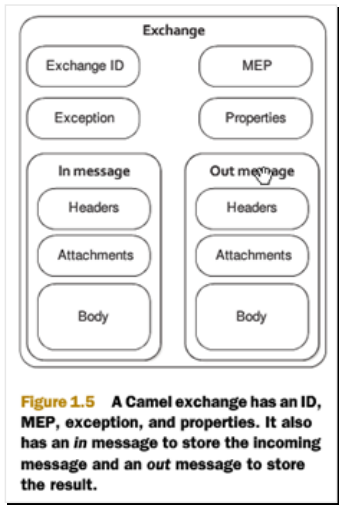 Exchange
Exchange ID
MEP
Exception
Properties
In message
Out message
Headers
Headers
Attachments
Attachments
Body
Body
Figure 1.5 A Camel exchange has an ID,
MEP, exception, and properties. It also
has an in message to store the incoming
message and an out message to store
the result.